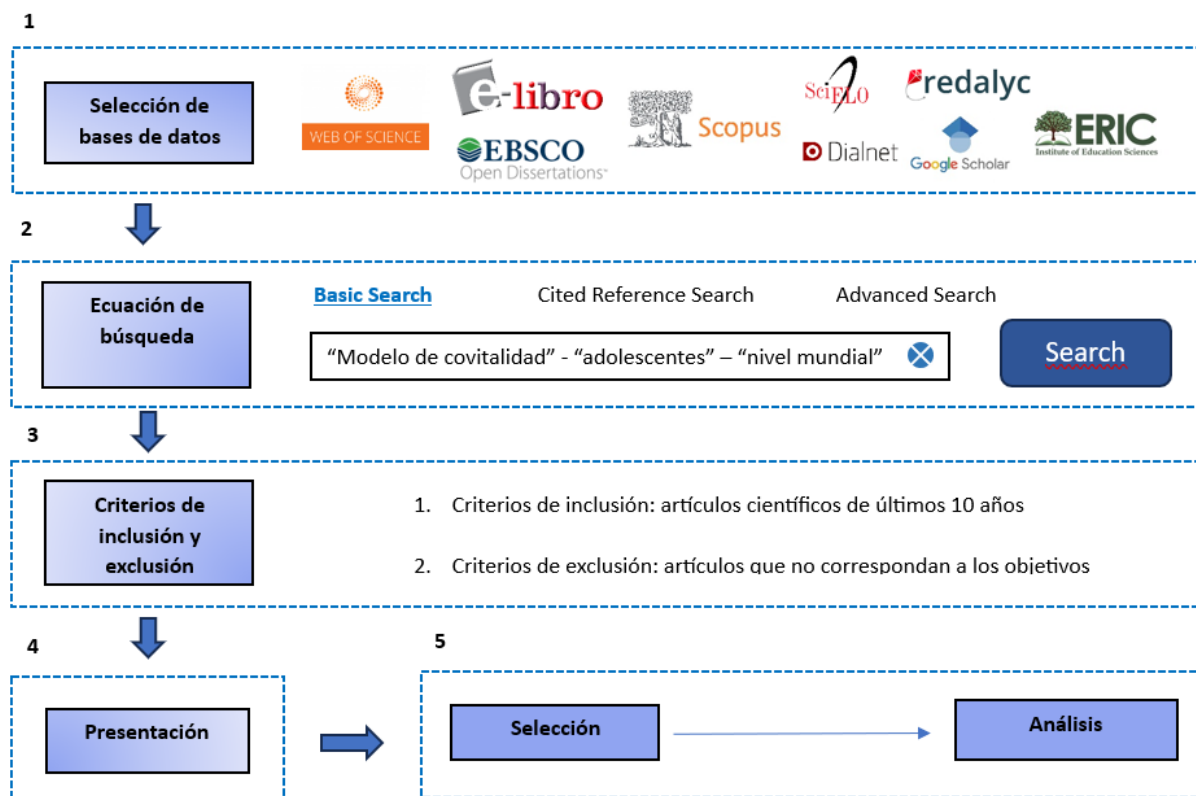 1
Selección de
bases de datos
WEB OF SCIENCE
e-libro
EBSCO
Open Dissertations™
Scopus
SciELO
Dialnet
redalyc
Google Scholar
ERIC
Institute of Education Sciences
2
Ecuación de
búsqueda
Basic Search Cited Reference Search Advanced Search
“Modelo de covitalidad” - “adolescentes” – “nivel mundial”
Search
3
Criterios de
inclusión y
exclusión
1. Criterios de inclusión: artículos científicos de últimos 10 años
2. Criterios de exclusión: artículos que no correspondan a los objetivos
4
Presentación
5
Selección
Análisis